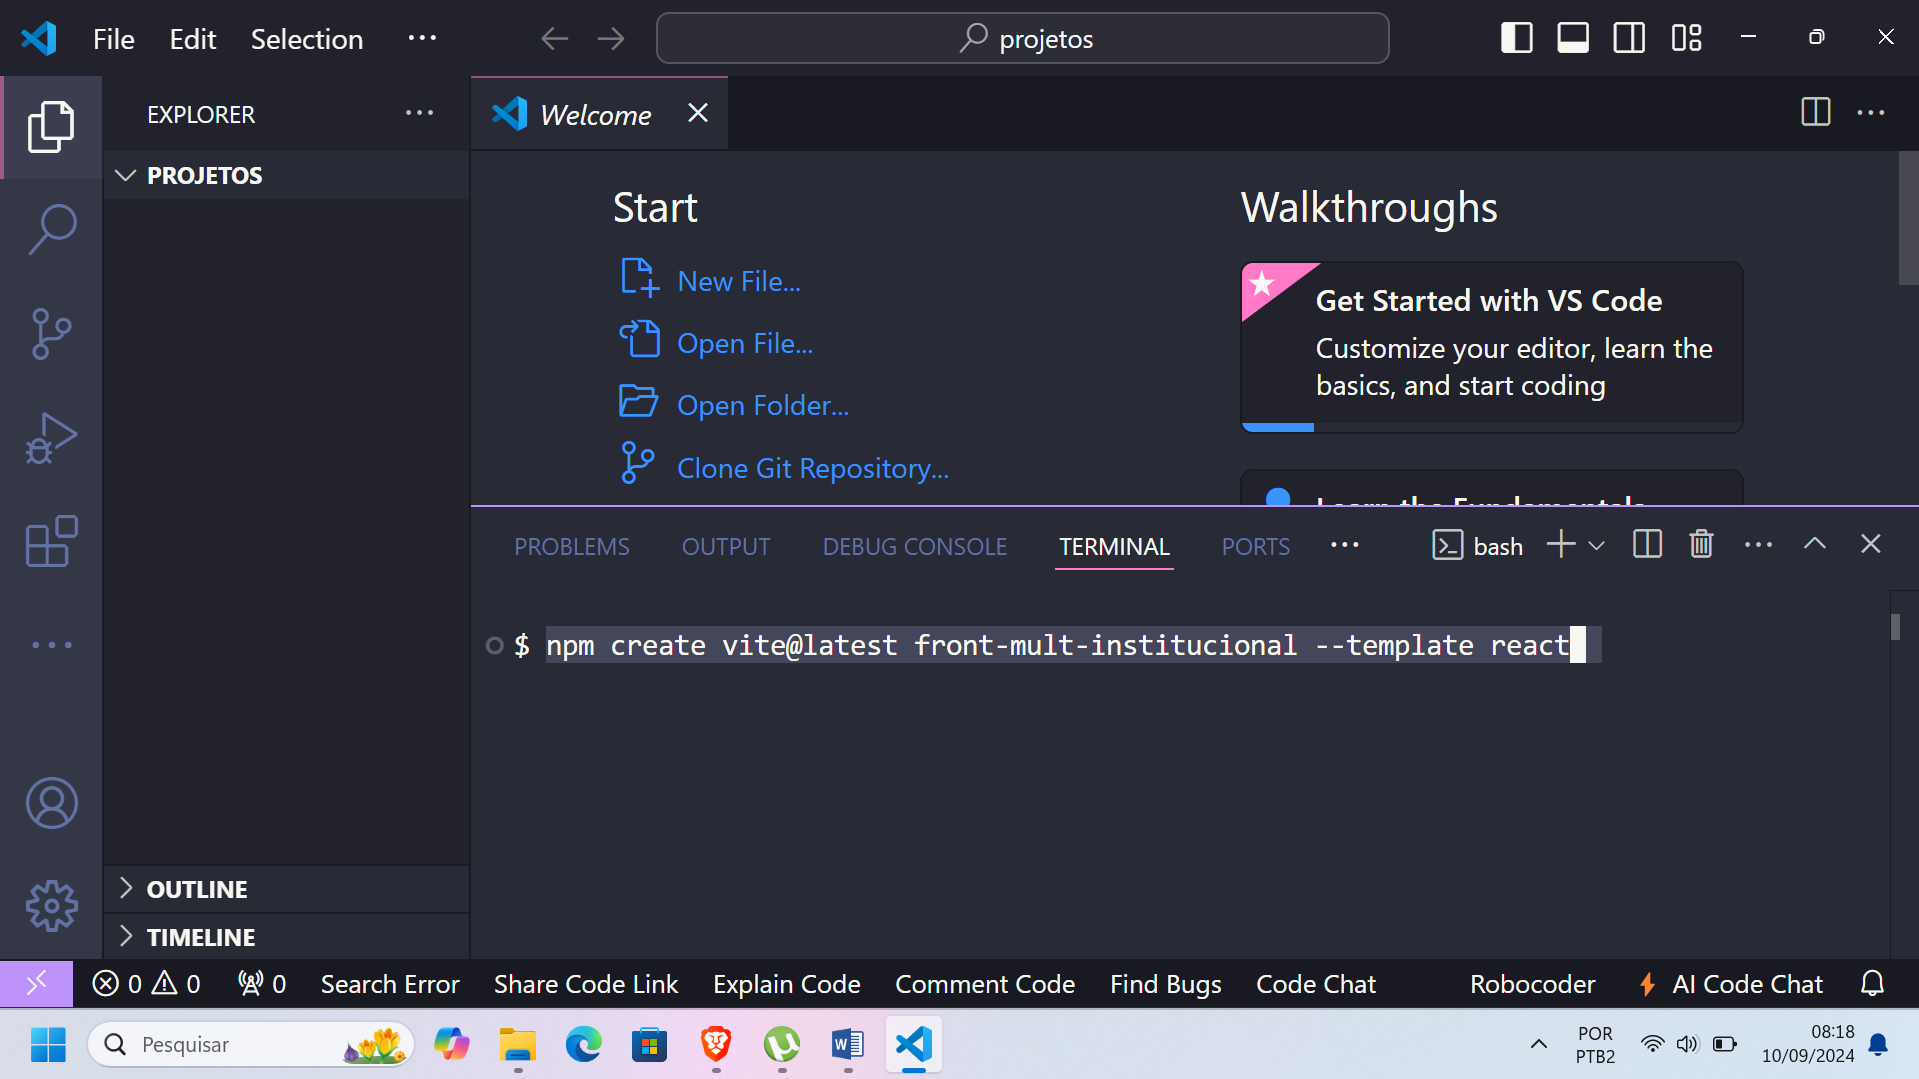 File Edit Selection ··· projetos
EXPLORER ···
PROJETOS
Welcome
Start
New File...
Open File...
Open Folder...
Clone Git Repository...
Walkthroughs
Get Started with VS Code
Customize your editor, learn the
basics, and start coding
Learn the Fundamentals
PROBLEMS OUTPUT DEBUG CONSOLE TERMINAL PORTS ··· bash
$ npm create vite@latest front-mult-institucional --template react
OUTLINE
TIMELINE
0 0 0 Search Error Share Code Link Explain Code Comment Code Find Bugs Code Chat Robocoder AI Code Chat
Pesquisar
POR
PTB2
08:18
10/09/2024